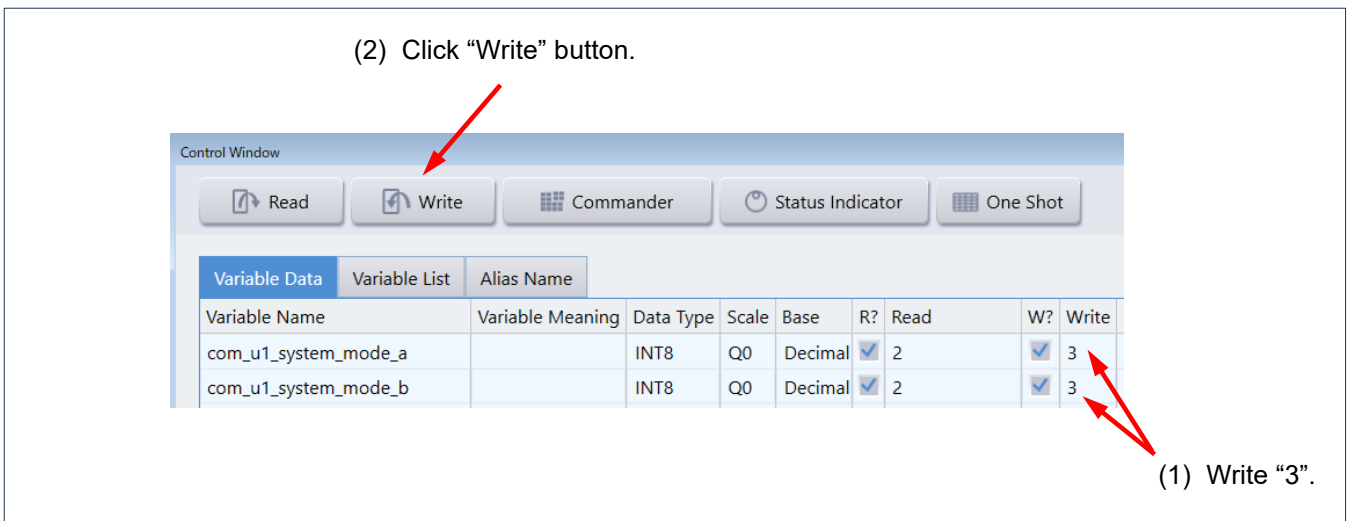 (2) Click “Write” button.
Control Window
Read Write Commander Status Indicator One Shot
Variable Data Variable List Alias Name
Variable Name Variable Meaning Data Type Scale Base R? Read W? Write
com_u1_system_mode_a INT8 Q0 Decimal 2 3
com_u1_system_mode_b INT8 Q0 Decimal 2 3
(1) Write “3”.